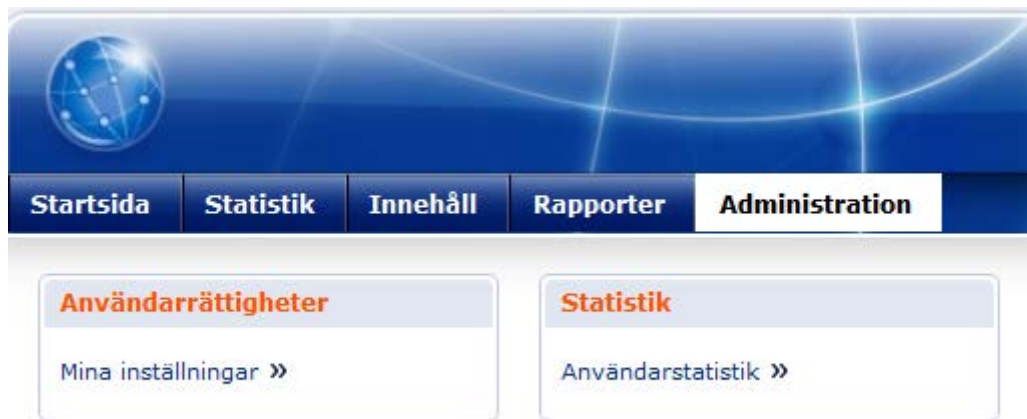 Startsida Statistik Innehåll Rapporter Administration
Användarrättigheter
Mina inställningar »
Statistik
Användarstatistik »